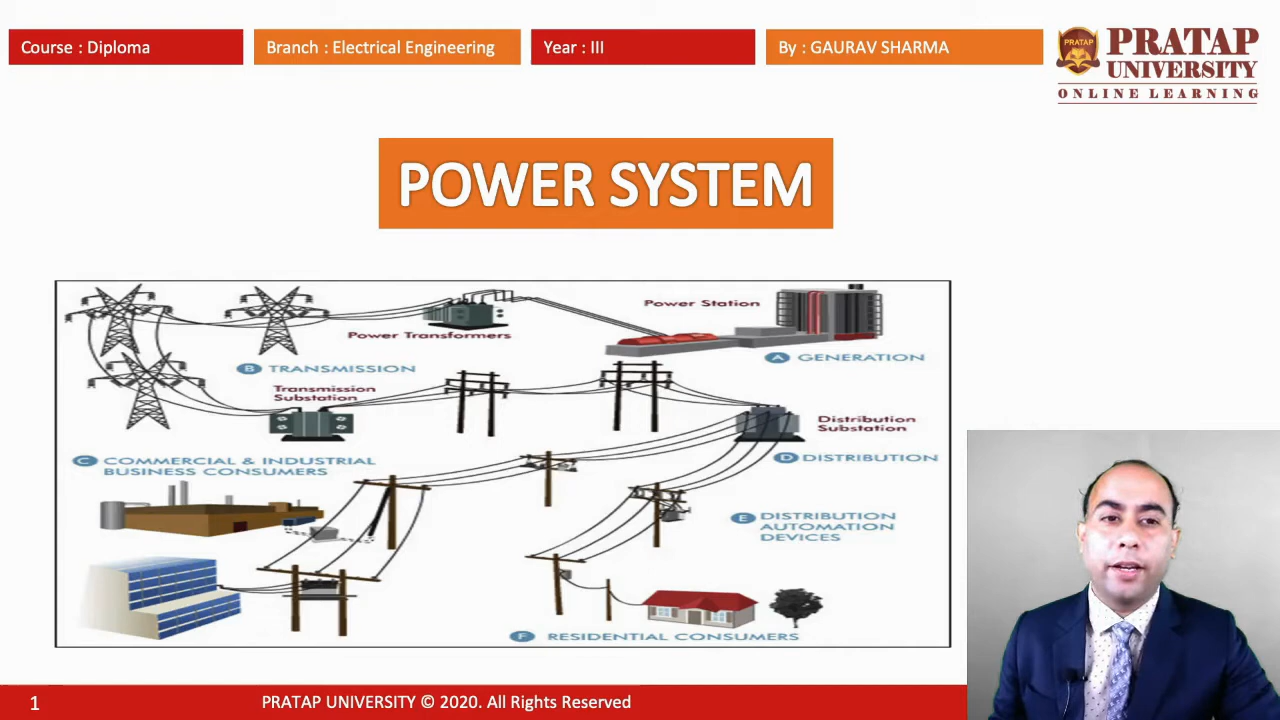 Course : Diploma
Branch : Electrical Engineering
Year : III
By : GAURAV SHARMA
PRATAP
PRATAP
UNIVERSITY
ONLINE LEARNING
POWER SYSTEM
Power Station
Power Transformers
A GENERATION
B TRANSMISSION
Transmission
Substation
Distribution
Substation
C COMMERCIAL & INDUSTRIAL
BUSINESS CONSUMERS
D DISTRIBUTION
E DISTRIBUTION
AUTOMATION
DEVICES
F RESIDENTIAL CONSUMERS
1
PRATAP UNIVERSITY © 2020. All Rights Reserved